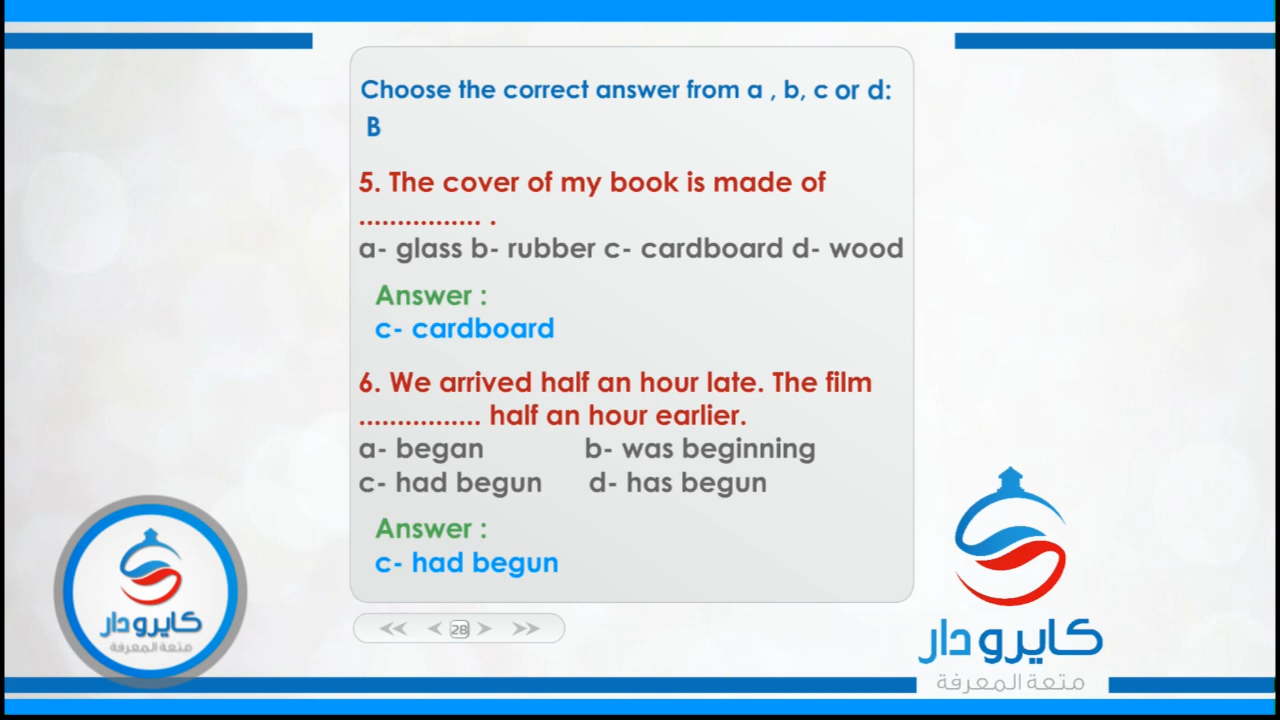 Choose the correct answer from a , b, c or d:
B
5. The cover of my book is made of
................ .
a- glass b- rubber c- cardboard d- wood
Answer :
c- cardboard
6. We arrived half an hour late. The film
................ half an hour earlier.
a- began b- was beginning
c- had begun d- has begun
Answer :
c- had begun
28
كايرو دار
متعة المعرفة
كايرو دار
متعة المعرفة